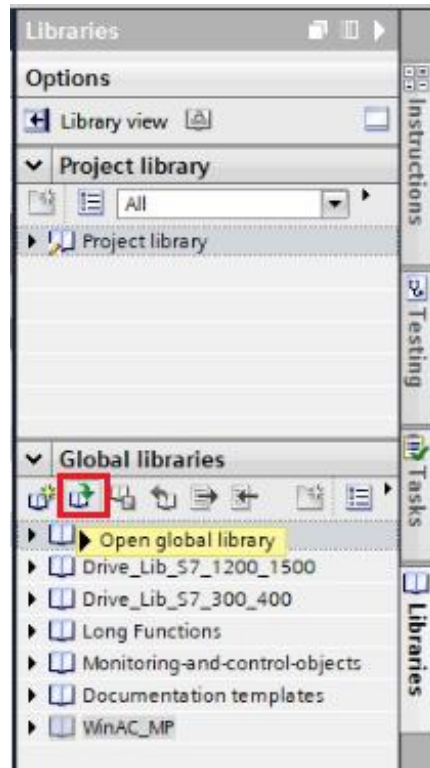 Libraries
Options
Library view
Project library
All
Project library
Global libraries
Open global library
Drive_Lib_S7_1200_1500
Drive_Lib_S7_300_400
Long Functions
Monitoring-and-control-objects
Documentation templates
WinAC_MP
Instructions
Testing
Tasks
Libraries